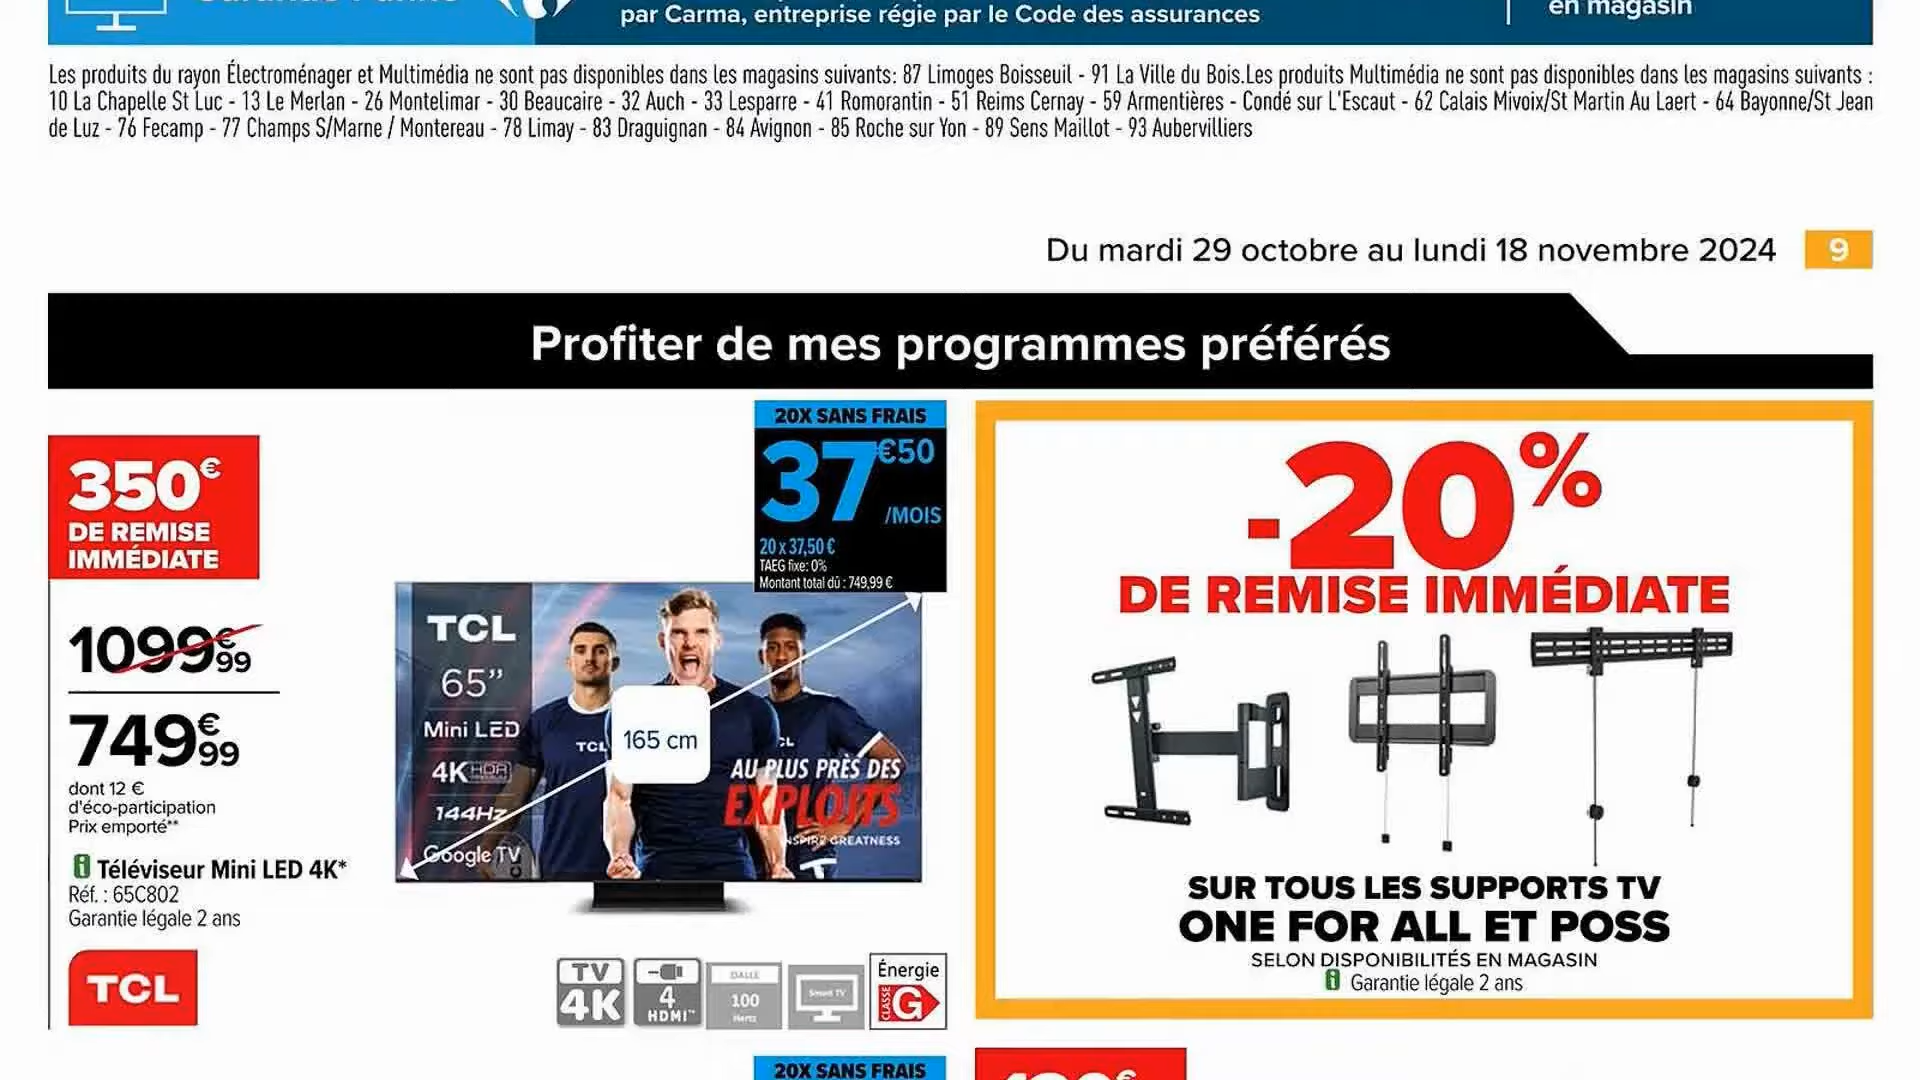 par Carma, entreprise régie par le Code des assurances
en magasin
Les produits du rayon Électroménager et Multimédia ne sont pas disponibles dans les magasins suivants: 87 Limoges Boisseuil - 91 La Ville du Bois.Les produits Multimédia ne sont pas disponibles dans les magasins suivants :
10 La Chapelle St Luc - 13 Le Merlan - 26 Montelimar - 30 Beaucaire - 32 Auch - 33 Lesparre - 41 Romorantin - 51 Reims Cernay - 59 Armentières - Condé sur L'Escaut - 62 Calais Mivoix/St Martin Au Laert - 64 Bayonne/St Jean
de Luz - 76 Fecamp - 77 Champs S/Marne / Montereau - 78 Limay - 83 Draguignan - 84 Avignon - 85 Roche sur Yon - 89 Sens Maillot - 93 Aubervilliers
Du mardi 29 octobre au lundi 18 novembre 2024 9
Profiter de mes programmes préférés
350€
DE REMISE
IMMÉDIATE
1099€99
749€99
dont 12 €
d'éco-participation
Prix emporté**
Téléviseur Mini LED 4K*
Réf. : 65C802
Garantie légale 2 ans
TCL
20X SANS FRAIS
37€50
/MOIS
20 x 37,50 €
TAEG fixe: 0%
Montant total dû : 749,99 €
TCL
65”
Mini LED
4K HDR
144Hz
Google TV
TCL
165 cm
AU PLUS PRÈS DES
EXPLOITS
INSPIRE GREATNESS
TV
4K
4
HDMI™
DALLE
100
Hertz
Smart TV
Énergie
CLASSE
G
-20%
DE REMISE IMMÉDIATE
SUR TOUS LES SUPPORTS TV
ONE FOR ALL ET POSS
SELON DISPONIBILITÉS EN MAGASIN
Garantie légale 2 ans
20X SANS FRAIS